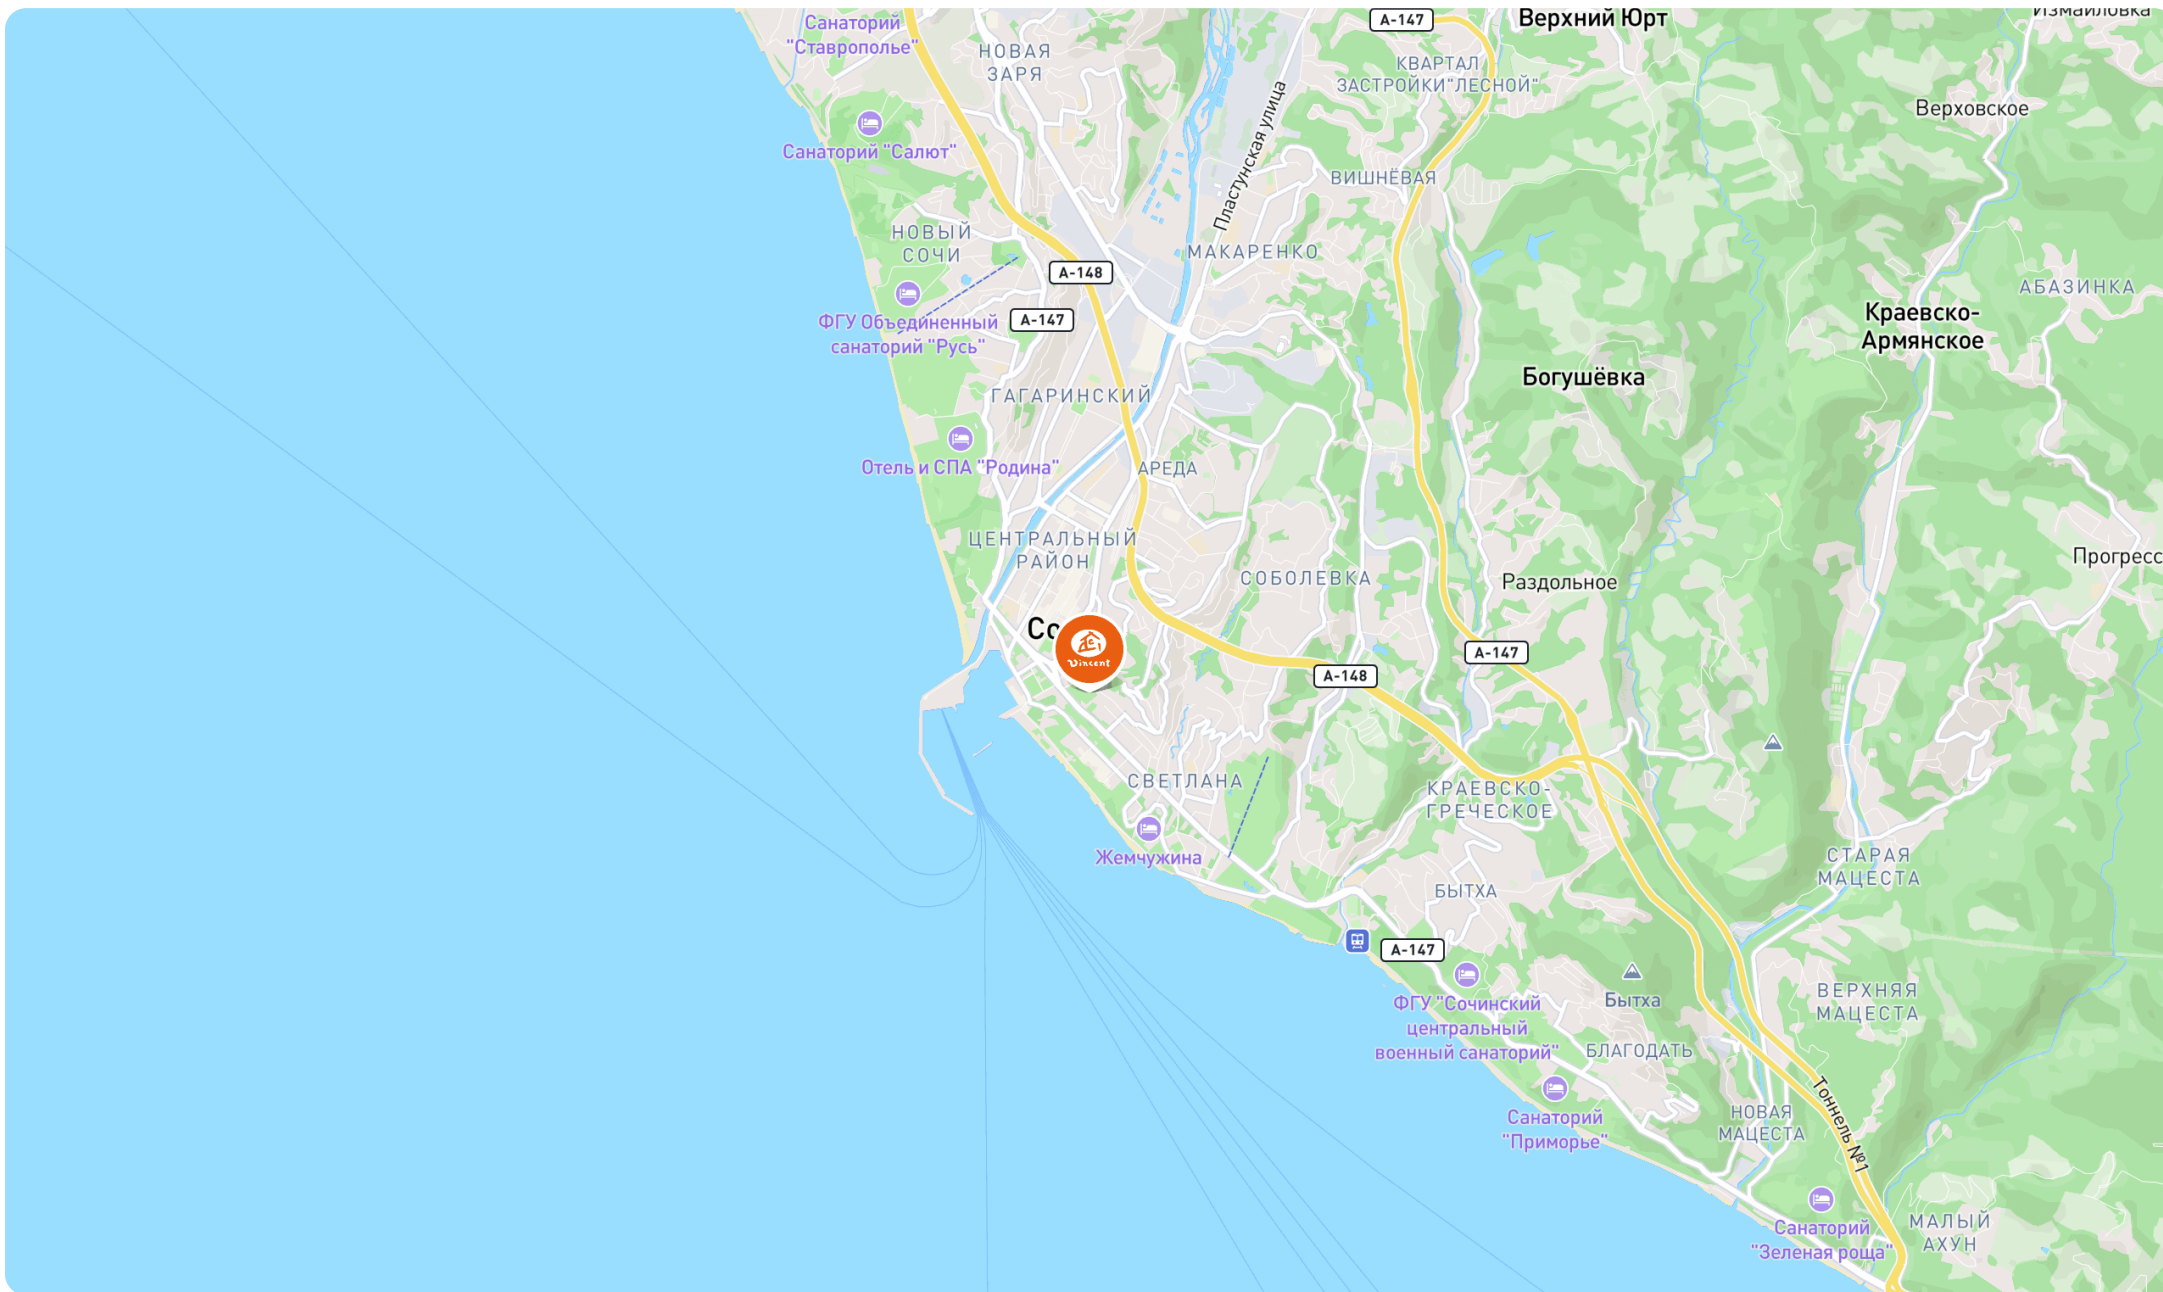 Санаторий
"Ставрополье"
НОВАЯ
ЗАРЯ
А-147
Верхний Юрт
Измайловка
КВАРТАЛ
ЗАСТРОЙКИ"ЛЕСНОЙ"
Верховское
Санаторий "Салют"
Пластунская улица
ВИШНЁВАЯ
НОВЫЙ
СОЧИ
МАКАРЕНКО
А-148
АБАЗИНКА
ФГУ Объединенный
санаторий "Русь"
А-147
Краевско-
Армянское
Богушёвка
ГАГАРИНСКИЙ
Отель и СПА "Родина"
АРЕДА
ЦЕНТРАЛЬНЫЙ
РАЙОН
Прогресс
СОБОЛЕВКА
Раздольное
Со
Vincent
А-147
А-148
СВЕТЛАНА
КРАЕВСКО-
ГРЕЧЕСКОЕ
Жемчужина
СТАРАЯ
МАЦЕСТА
БЫТХА
А-147
ФГУ "Сочинский
центральный
военный санаторий"
Бытха
ВЕРХНЯЯ
МАЦЕСТА
БЛАГОДАТЬ
Санаторий
"Приморье"
НОВАЯ
МАЦЕСТА
Тоннель №1
Санаторий
"Зеленая роща"
МАЛЫЙ
АХУН